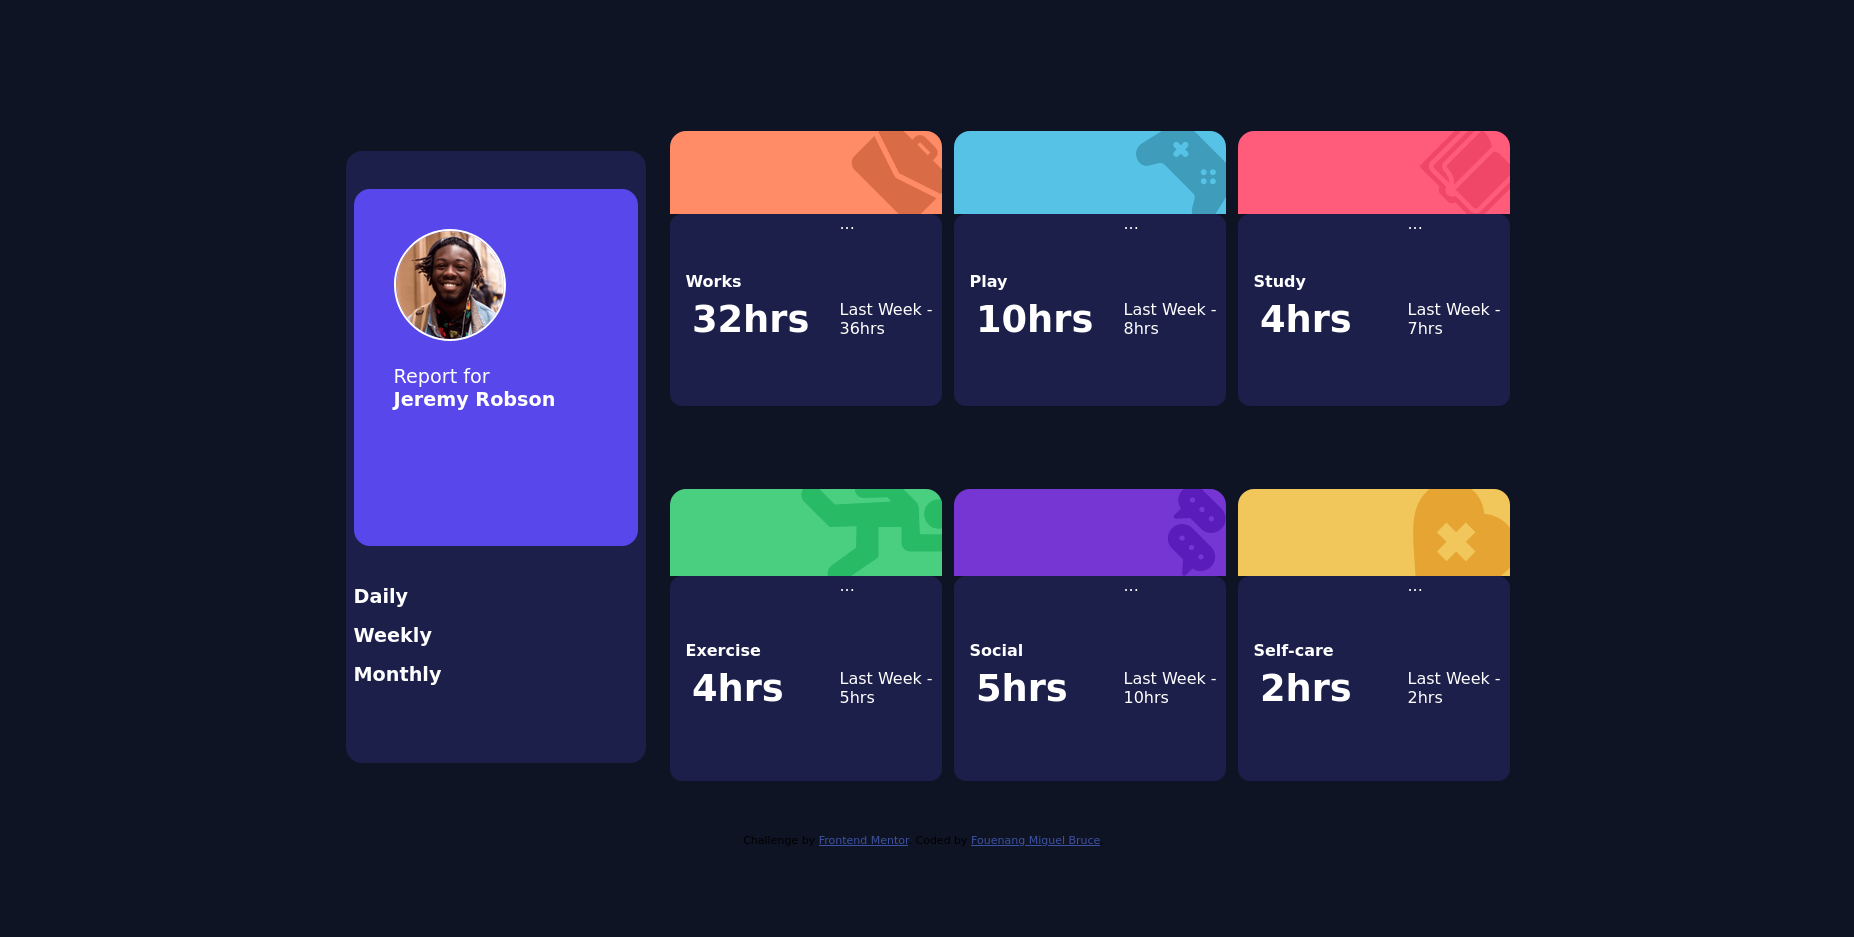 Report for
Jeremy Robson
Daily
Weekly
Monthly
...
Works
32hrs
Last Week -
36hrs
...
Play
10hrs
Last Week -
8hrs
...
Study
4hrs
Last Week -
7hrs
...
Exercise
4hrs
Last Week -
5hrs
...
Social
5hrs
Last Week -
10hrs
...
Self-care
2hrs
Last Week -
2hrs
Challenge by Frontend Mentor. Coded by Fouenang Miguel Bruce